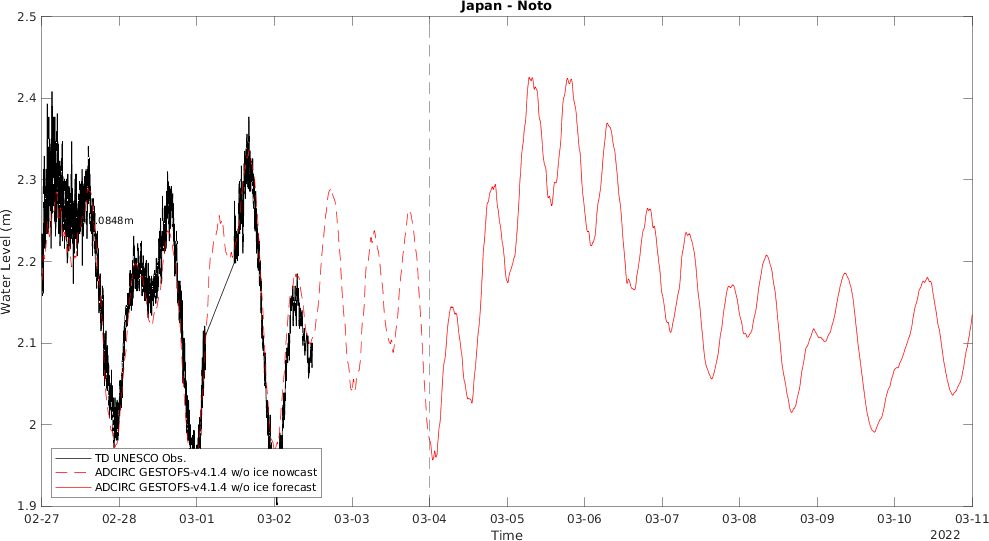 Japan - Noto
2.5
2.4
2.3
2.2
2.1
2
1.9
Water Level (m)
.0848m
TD UNESCO Obs.
ADCIRC GESTOFS-v4.1.4 w/o ice nowcast
ADCIRC GESTOFS-v4.1.4 w/o ice forecast
02-27 02-28 03-01 03-02 03-03 03-04 03-05 03-06 03-07 03-08 03-09 03-10 03-11
Time
2022